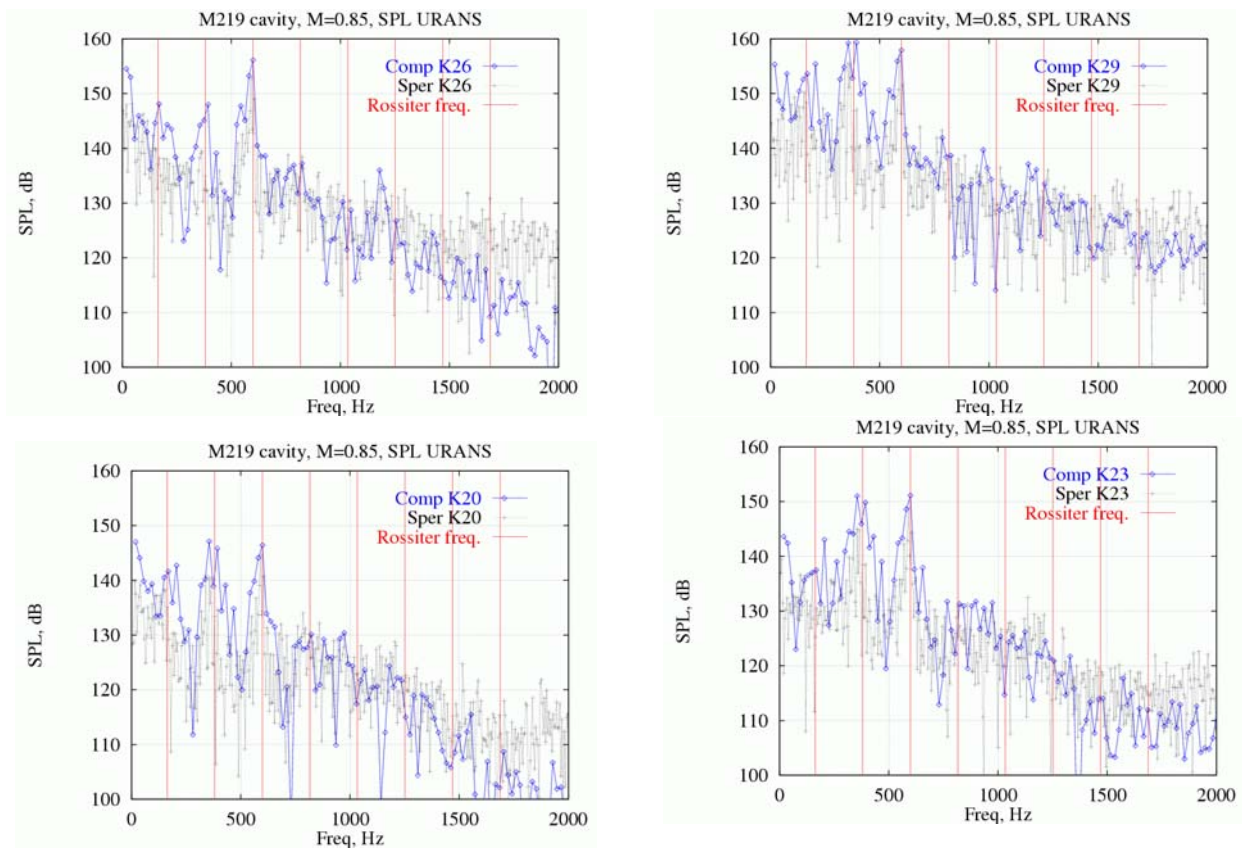 M219 cavity, M=0.85, SPL URANS
160
150
140
130
120
110
100
SPL, dB
Comp K26
Sper K26
Rossiter freq.
0 500 1000 1500 2000
Freq, Hz
M219 cavity, M=0.85, SPL URANS
160
150
140
130
120
110
100
SPL, dB
Comp K29
Sper K29
Rossiter freq.
0 500 1000 1500 2000
Freq, Hz
M219 cavity, M=0.85, SPL URANS
160
150
140
130
120
110
100
SPL, dB
Comp K20
Sper K20
Rossiter freq.
0 500 1000 1500 2000
Freq, Hz
M219 cavity, M=0.85, SPL URANS
160
150
140
130
120
110
100
SPL, dB
Comp K23
Sper K23
Rossiter freq.
0 500 1000 1500 2000
Freq, Hz